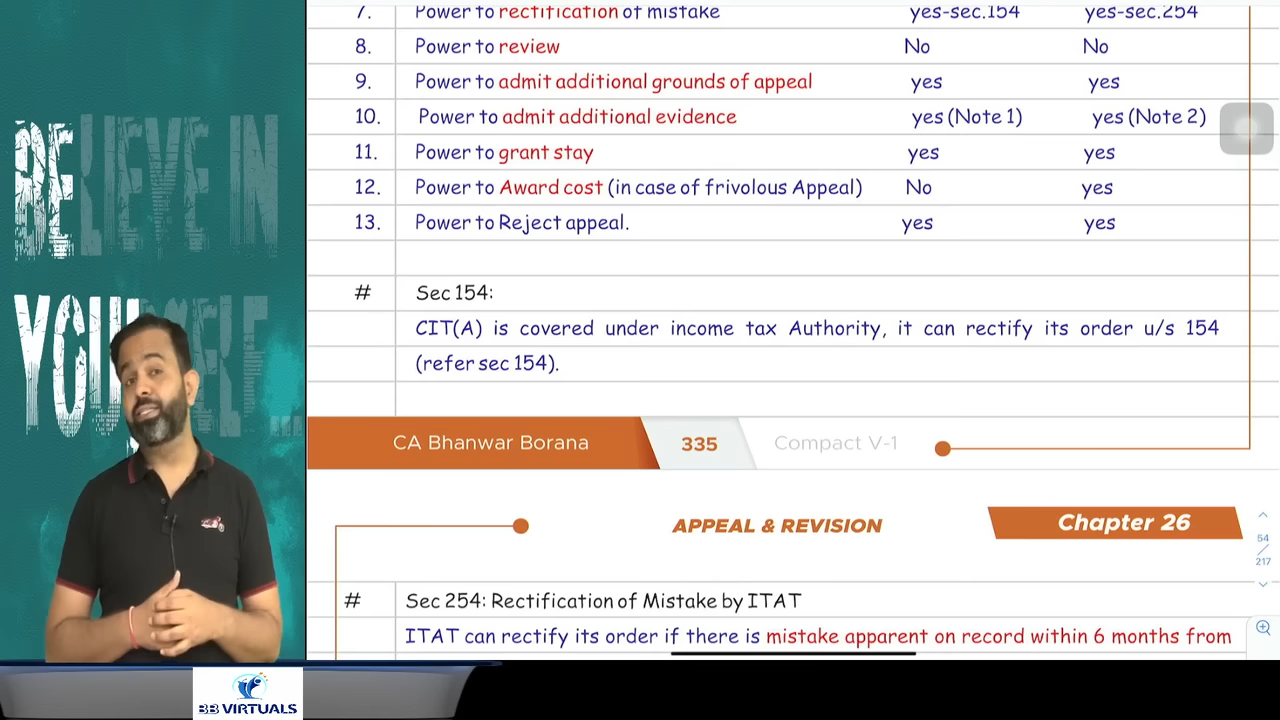 BELIEVE IN
7. Power to rectification of mistake yes-sec.154 yes-sec.254
8. Power to review No No
9. Power to admit additional grounds of appeal yes yes
10. Power to admit additional evidence yes (Note 1) yes (Note 2)
11. Power to grant stay yes yes
12. Power to Award cost (in case of frivolous Appeal) No yes
13. Power to Reject appeal. yes yes
# Sec 154:
CIT(A) is covered under income tax Authority, it can rectify its order u/s 154
(refer sec 154).
YOURSELF...
CA Bhanwar Borana 335 Compact V-1
APPEAL & REVISION Chapter 26
54
217
# Sec 254: Rectification of Mistake by ITAT
ITAT can rectify its order if there is mistake apparent on record within 6 months from
BB VIRTUALS